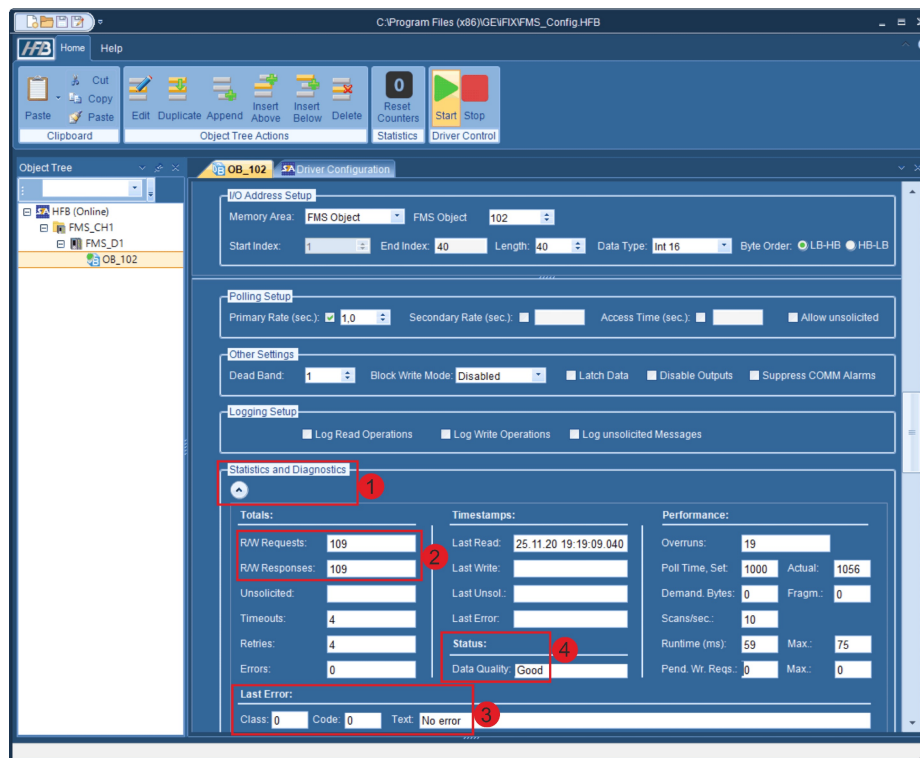 C:\Program Files (x86)\GE\iFIX\FMS_Config.HFB
HFB Home Help
Paste Cut Copy Paste
Edit Duplicate Append Insert Above Insert Below Delete
0 Reset Counters
Start Stop
Clipboard Object Tree Actions Statistics Driver Control
Object Tree
OB_102 Driver Configuration
HFB (Online)
FMS_CH1
FMS_D1
OB_102
I/O Address Setup
Memory Area: FMS Object FMS Object 102
Start Index: 1 End Index: 40 Length: 40 Data Type: Int 16 Byte Order: LB-HB HB-LB
Polling Setup
Primary Rate (sec.): 1,0 Secondary Rate (sec.): Access Time (sec.): Allow unsolicited
Other Settings
Dead Band: 1 Block Write Mode: Disabled Latch Data Disable Outputs Suppress COMM Alarms
Logging Setup
Log Read Operations Log Write Operations Log unsolicited Messages
Statistics and Diagnostics
1
Totals: Timestamps: Performance:
R/W Requests: 109 Last Read: 25.11.20 19:19:09.040 Overruns: 19
2
R/W Responses: 109 Last Write: Poll Time, Set: 1000 Actual: 1056
Unsolicited: Last Unsol.: Demand. Bytes: 0 Fragm.: 0
Timeouts: 4 Last Error: Scans/sec.: 10
Retries: 4 Status: 4 Runtime (ms): 59 Max.: 75
Errors: 0 Data Quality: Good Pend. Wr. Reqs.: 0 Max.: 0
Last Error:
Class: 0 Code: 0 Text: No error 3